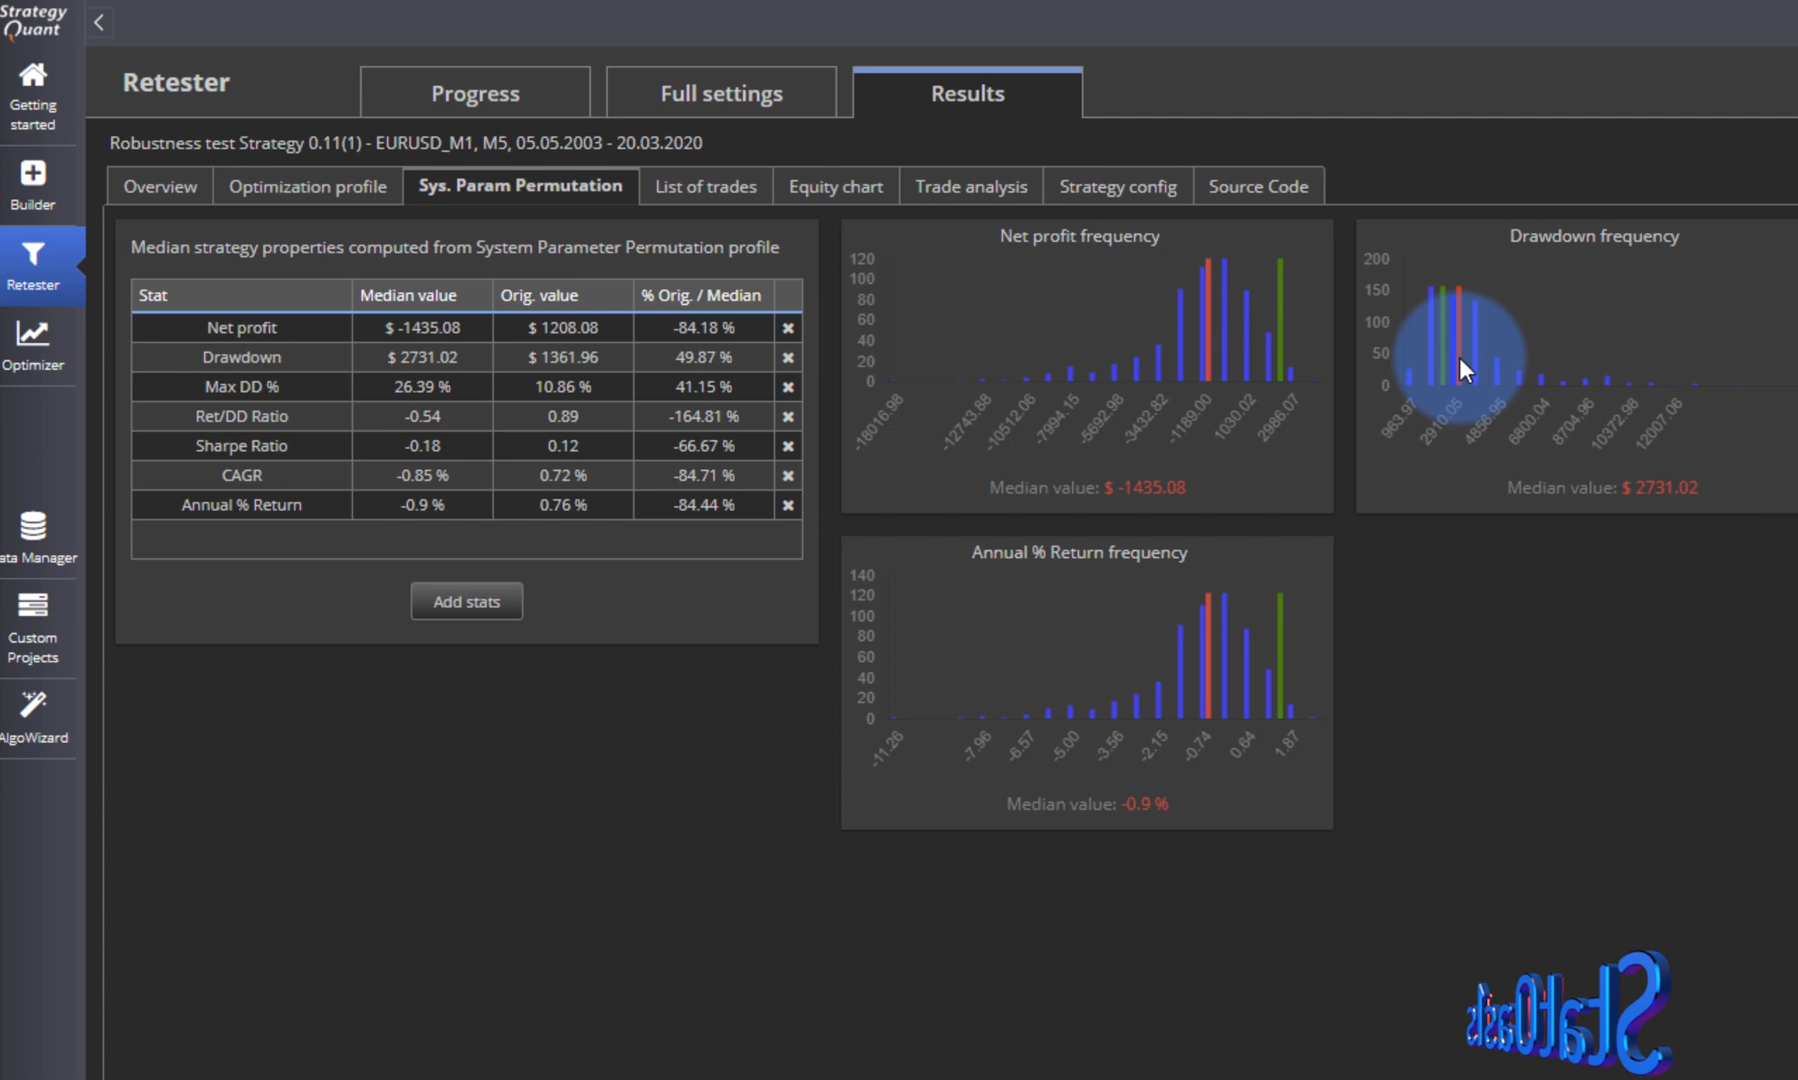 Strategy
Quant
Getting
started
Builder
Retester
Optimizer
ata Manager
Custom
Projects
AlgoWizard
Retester
Progress
Full settings
Results
Robustness test Strategy 0.11(1) - EURUSD_M1, M5, 05.05.2003 - 20.03.2020
Overview
Optimization profile
Sys. Param Permutation
List of trades
Equity chart
Trade analysis
Strategy config
Source Code
Median strategy properties computed from System Parameter Permutation profile
Stat Median value Orig. value % Orig. / Median
Net profit $ -1435.08 $ 1208.08 -84.18 %
Drawdown $ 2731.02 $ 1361.96 49.87 %
Max DD % 26.39 % 10.86 % 41.15 %
Ret/DD Ratio -0.54 0.89 -164.81 %
Sharpe Ratio -0.18 0.12 -66.67 %
CAGR -0.85 % 0.72 % -84.71 %
Annual % Return -0.9 % 0.76 % -84.44 %
Add stats
Net profit frequency
120
100
80
60
40
20
0
-18016.98 -12743.88 -10512.06 -7994.15 -5692.98 -3432.82 -1189.00 1030.02 2986.07
Median value: $ -1435.08
Drawdown frequency
200
150
100
50
0
963.97 2910.05 4856.95 6800.04 8704.96 10372.98 12007.06
Median value: $ 2731.02
Annual % Return frequency
140
120
100
80
60
40
20
0
-11.26 -7.96 -6.57 -5.00 -3.56 -2.15 -0.74 0.64 1.87
Median value: -0.9 %
StatOasis